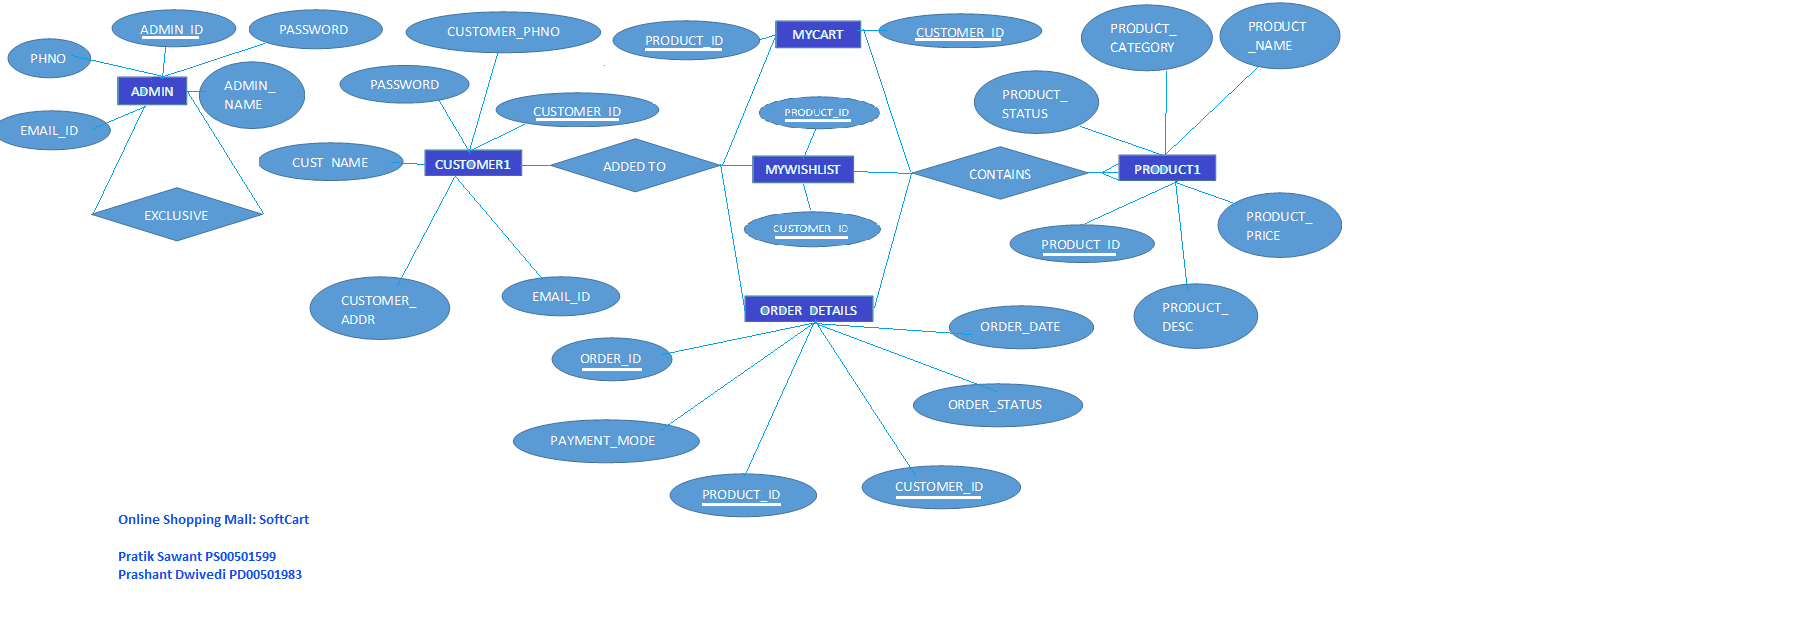 ADMIN_ID
PASSWORD
PHNO
ADMIN
ADMIN_
NAME
EMAIL_ID
EXCLUSIVE
CUSTOMER_PHNO
PASSWORD
CUSTOMER_ID
CUST_NAME
CUSTOMER1
CUSTOMER_
ADDR
EMAIL_ID
ADDED TO
PRODUCT_ID
MYCART
CUSTOMER_ID
PRODUCT_ID
MYWISHLIST
CUSTOMER_ID
CONTAINS
PRODUCT_
CATEGORY
PRODUCT
_NAME
PRODUCT_
STATUS
PRODUCT1
PRODUCT_ID
PRODUCT_
PRICE
PRODUCT_
DESC
ORDER_DETAILS
ORDER_DATE
ORDER_ID
ORDER_STATUS
PAYMENT_MODE
PRODUCT_ID
CUSTOMER_ID
Online Shopping Mall: SoftCart
Pratik Sawant PS00501599
Prashant Dwivedi PD00501983